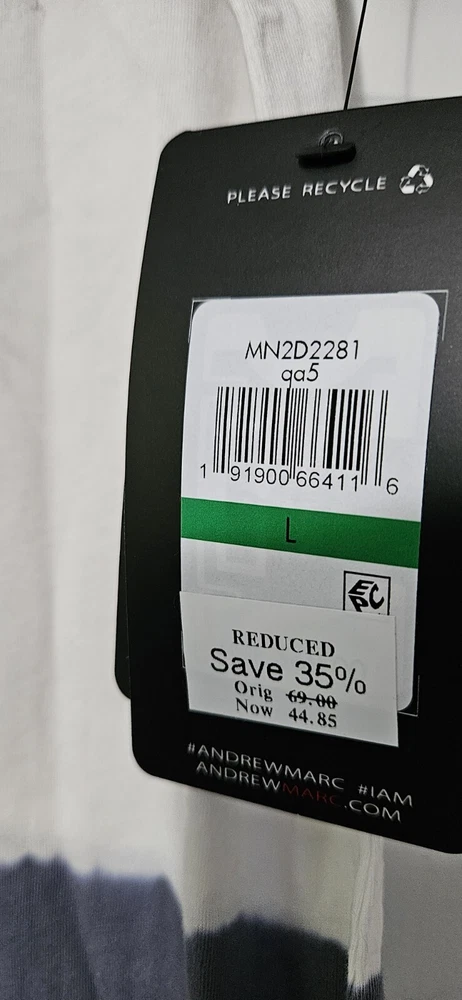 PLEASE RECYCLE
MN2D2281
qa5
1 91900 66411 6
L
EPC
REDUCED
Save 35%
Orig 69.00
Now 44.85
#ANDREWMARC #IAM
ANDREWMARC.COM